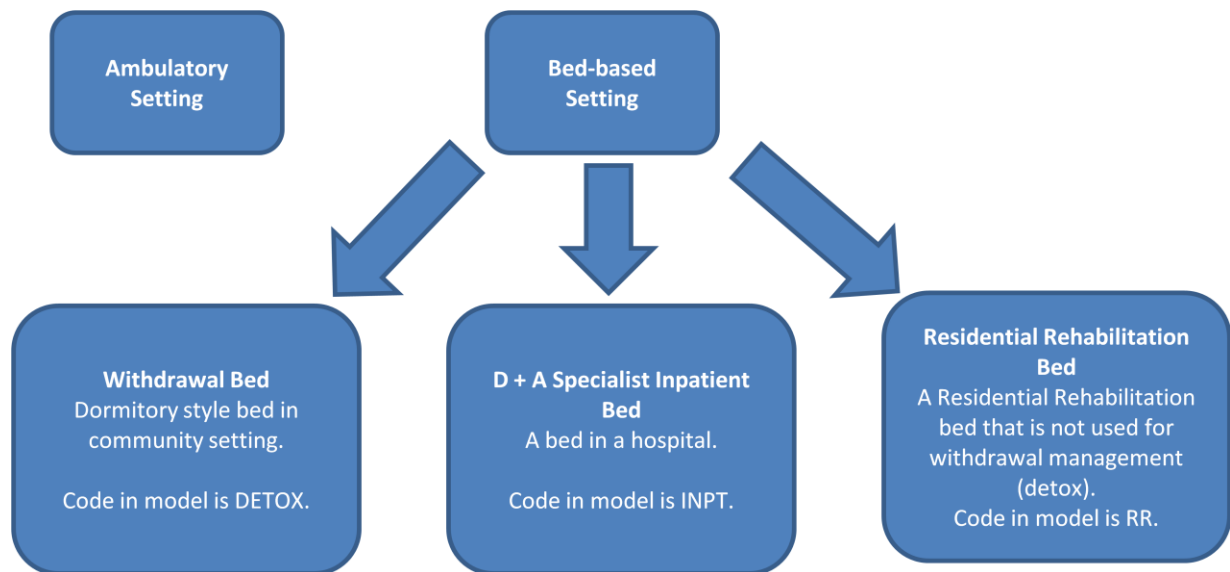 Ambulatory
Setting
Bed-based
Setting
Withdrawal Bed
Dormitory style bed in
community setting.
Code in model is DETOX.
D + A Specialist Inpatient
Bed
A bed in a hospital.
Code in model is INPT.
Residential Rehabilitation
Bed
A Residential Rehabilitation
bed that is not used for
withdrawal management
(detox).
Code in model is RR.